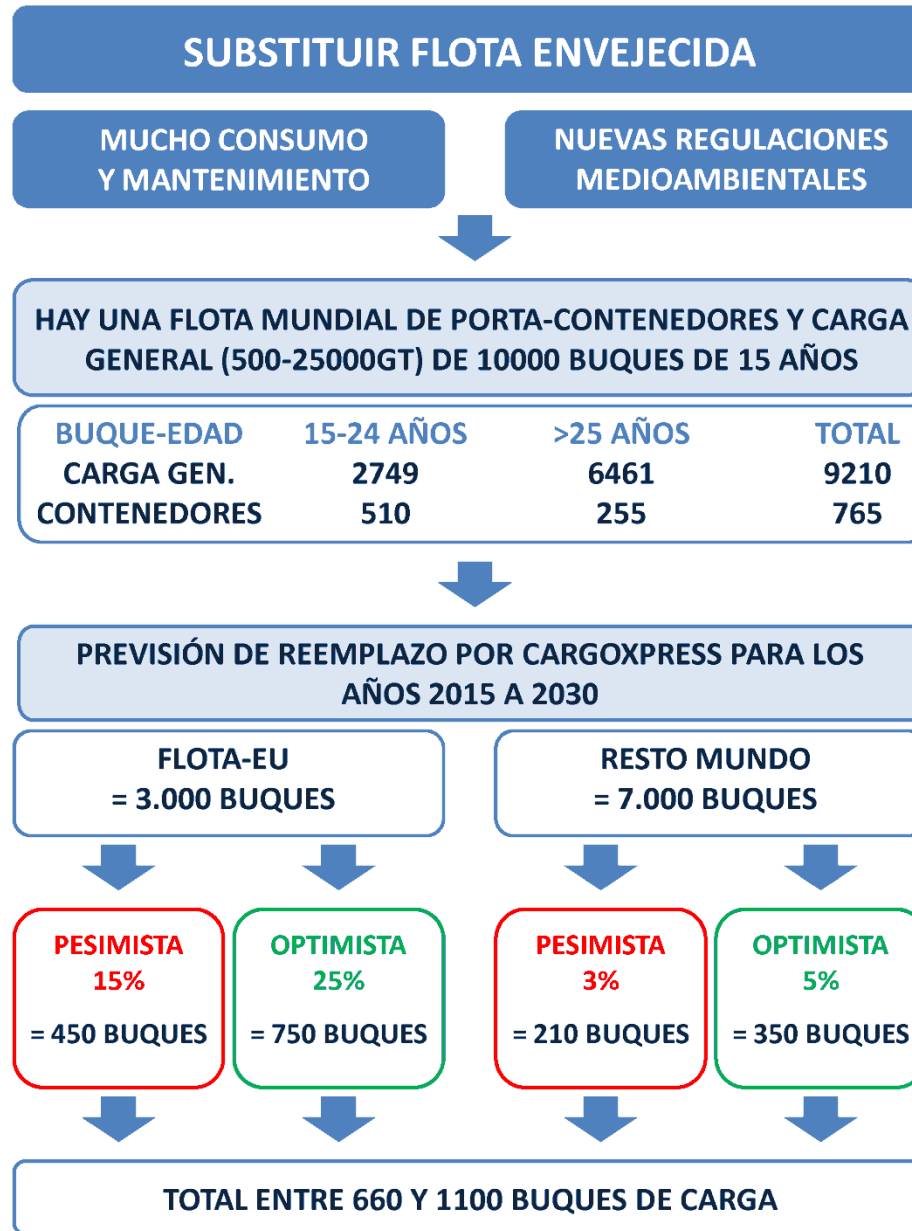 SUBSTITUIR FLOTA ENVEJECIDA
MUCHO CONSUMO
Y MANTENIMIENTO
NUEVAS REGULACIONES
MEDIOAMBIENTALES
HAY UNA FLOTA MUNDIAL DE PORTA-CONTENEDORES Y CARGA
GENERAL (500-25000GT) DE 10000 BUQUES DE 15 AÑOS
BUQUE-EDAD 15-24 AÑOS >25 AÑOS TOTAL
CARGA GEN. 2749 6461 9210
CONTENEDORES 510 255 765
PREVISIÓN DE REEMPLAZO POR CARGOXPRESS PARA LOS
AÑOS 2015 A 2030
FLOTA-EU
= 3.000 BUQUES
RESTO MUNDO
= 7.000 BUQUES
PESIMISTA
15%
= 450 BUQUES
OPTIMISTA
25%
= 750 BUQUES
PESIMISTA
3%
= 210 BUQUES
OPTIMISTA
5%
= 350 BUQUES
TOTAL ENTRE 660 Y 1100 BUQUES DE CARGA